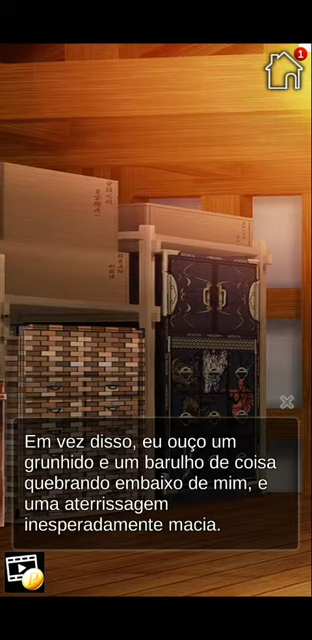 1
Em vez disso, eu ouço um
grunhido e um barulho de coisa
quebrando embaixo de mim, e
uma aterrissagem
inesperadamente macia.
P